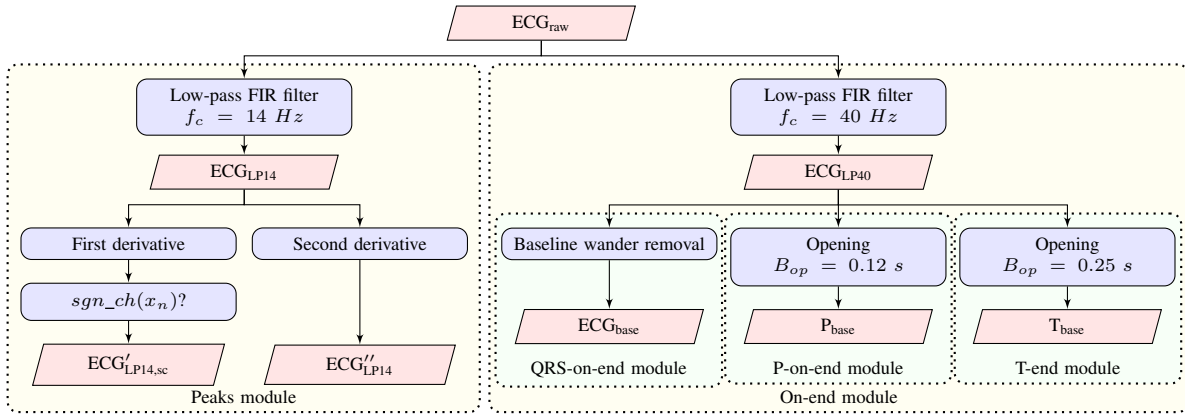 ECG_raw
Low-pass FIR filter
f_c = 14 Hz
ECG_LP14
First derivative
Second derivative
sgn_ch(x_n)?
ECG′_LP14,sc
ECG′′_LP14
Peaks module
Low-pass FIR filter
f_c = 40 Hz
ECG_LP40
Baseline wander removal
ECG_base
QRS-on-end module
Opening
B_op = 0.12 s
P_base
P-on-end module
Opening
B_op = 0.25 s
T_base
T-end module
On-end module